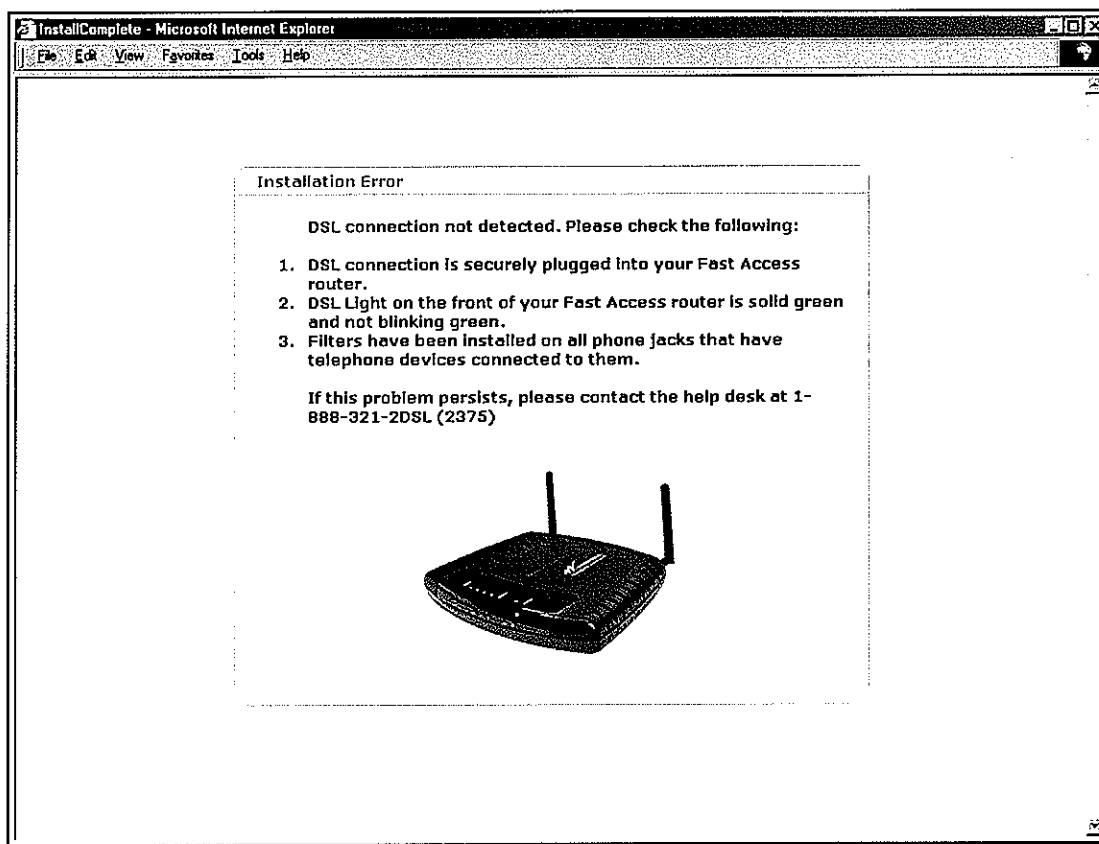 InstallComplete - Microsoft Internet Explorer
File Edit View Favorites Tools Help
Installation Error
DSL connection not detected. Please check the following:
1. DSL connection is securely plugged into your Fast Access
router.
2. DSL Light on the front of your Fast Access router is solid green
and not blinking green.
3. Filters have been installed on all phone jacks that have
telephone devices connected to them.
If this problem persists, please contact the help desk at 1-
888-321-2DSL (2375)